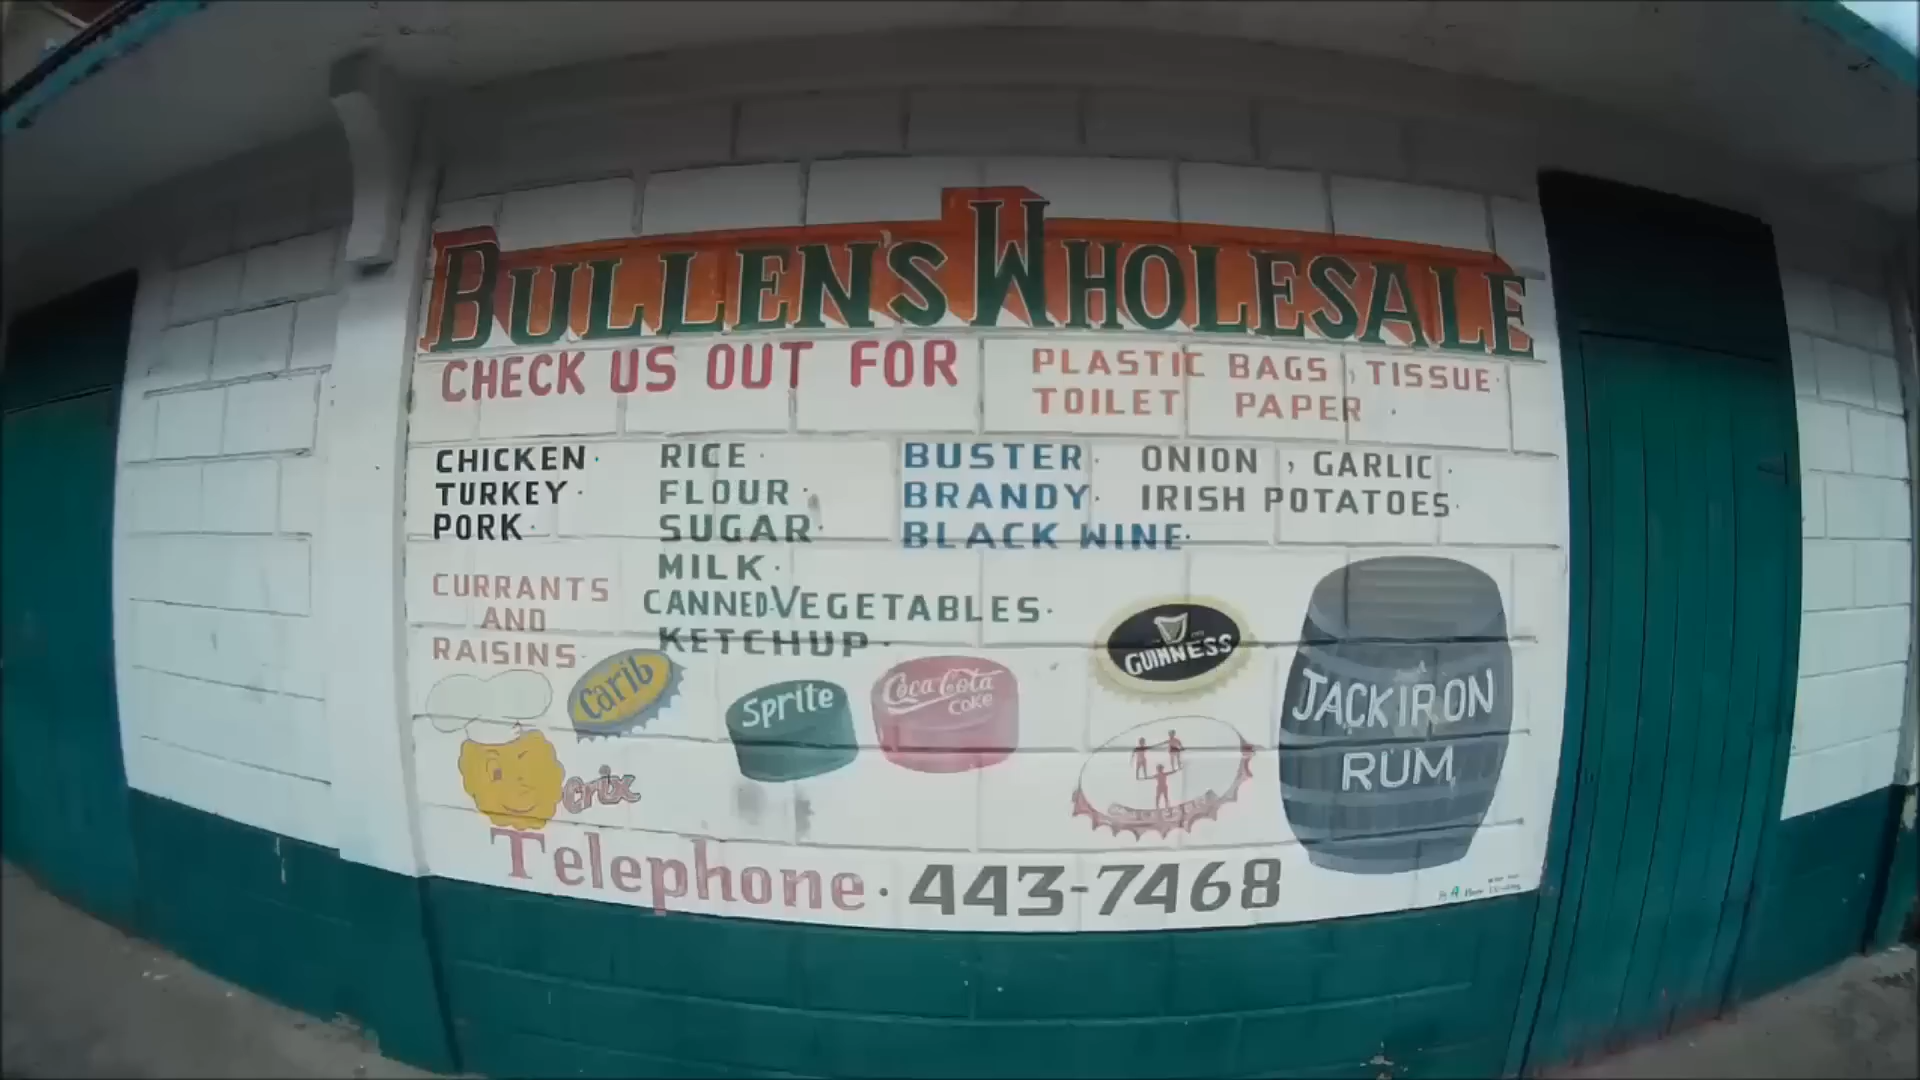 BULLEN'S WHOLESALE
CHECK US OUT FOR
PLASTIC BAGS, TISSUE.
TOILET PAPER.
CHICKEN.
TURKEY.
PORK.
CURRANTS
AND
RAISINS.
RICE.
FLOUR.
SUGAR.
MILK.
CANNED VEGETABLES.
KETCHUP.
BUSTER.
BRANDY.
BLACK WINE.
ONION, GARLIC.
IRISH POTATOES.
Carib
Sprite
Coca Cola
coke
GUINNESS
JACK IRON
RUM
Crix
Telephone. 443-7468